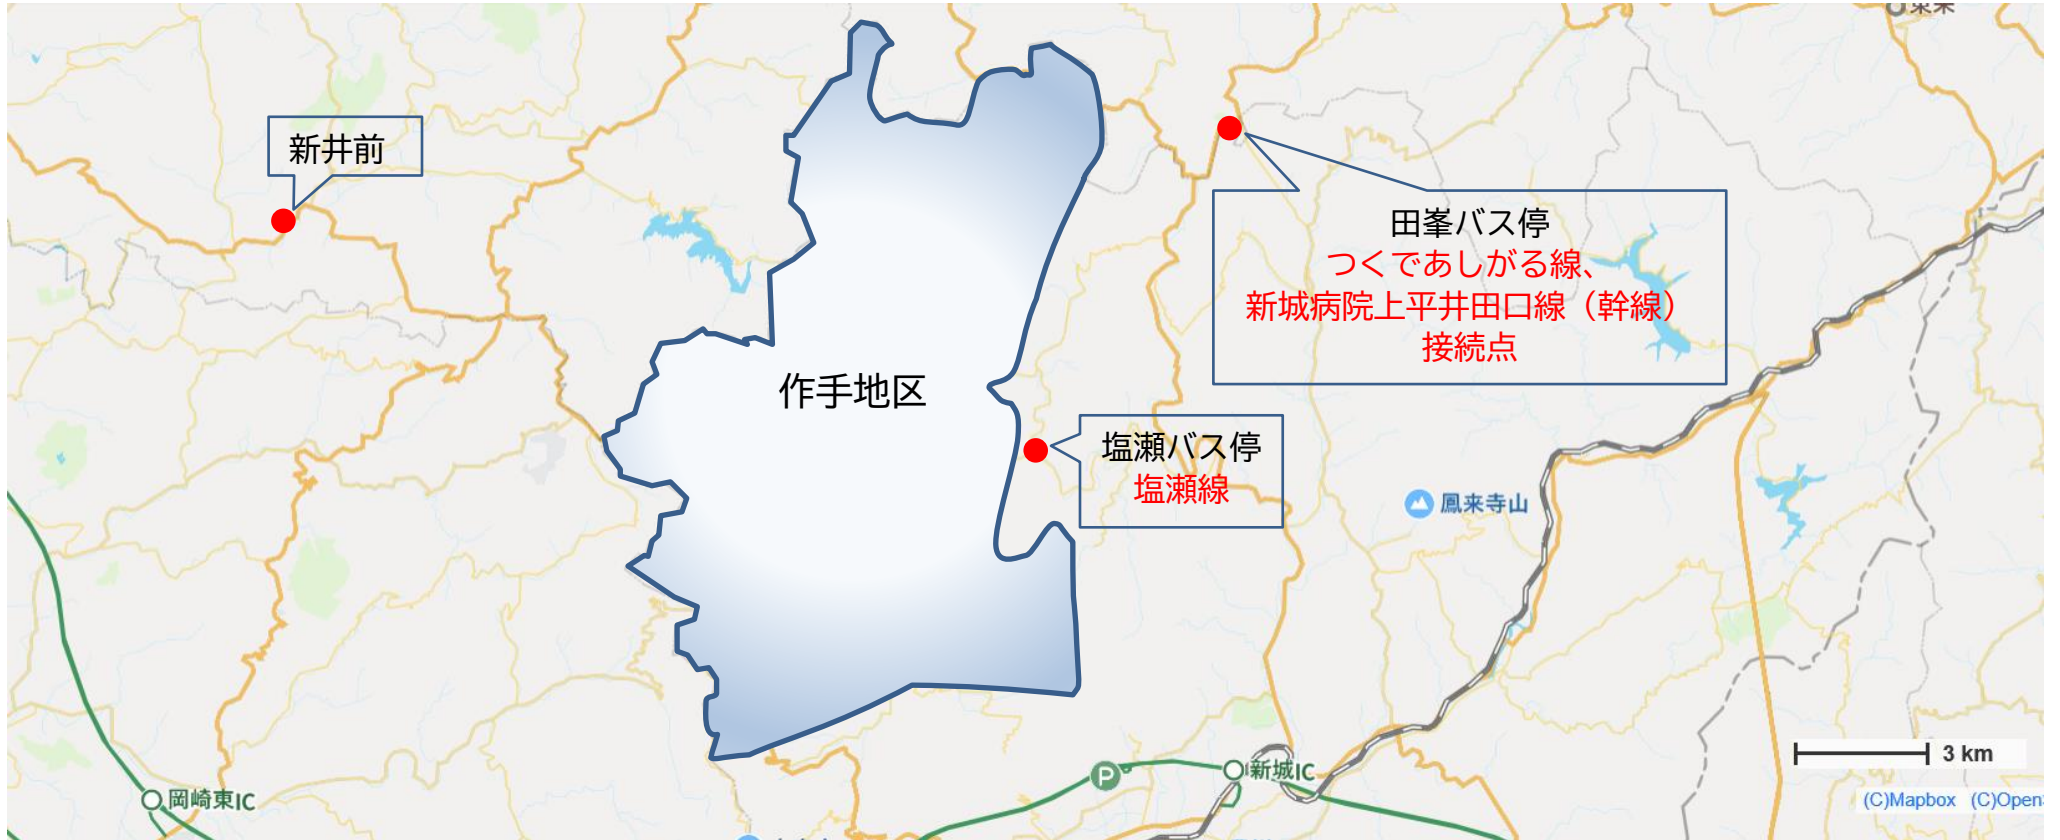 新井前
田峯バス停
つくであしがる線、
新城病院上平井田口線（幹線）
接続点
作手地区
塩瀬バス停
塩瀬線
鳳来寺山
3 km
P
新城IC
岡崎東IC
(C)Mapbox (C)Open